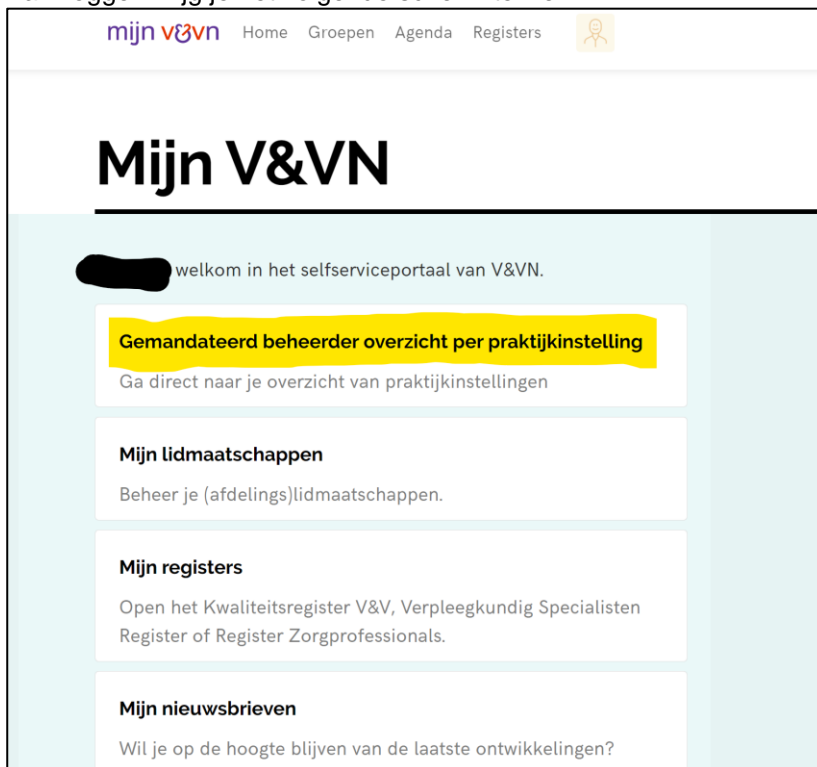 mijn v&vn Home Groepen Agenda Registers
Mijn V&VN
welkom in het selfserviceportaal van V&VN.
Gemandateerd beheerder overzicht per praktijkinstelling
Ga direct naar je overzicht van praktijkinstellingen
Mijn lidmaatschappen
Beheer je (afdelings)lidmaatschappen.
Mijn registers
Open het Kwaliteitsregister V&V, Verpleegkundig Specialisten
Register of Register Zorgprofessionals.
Mijn nieuwsbrieven
Wil je op de hoogte blijven van de laatste ontwikkelingen?